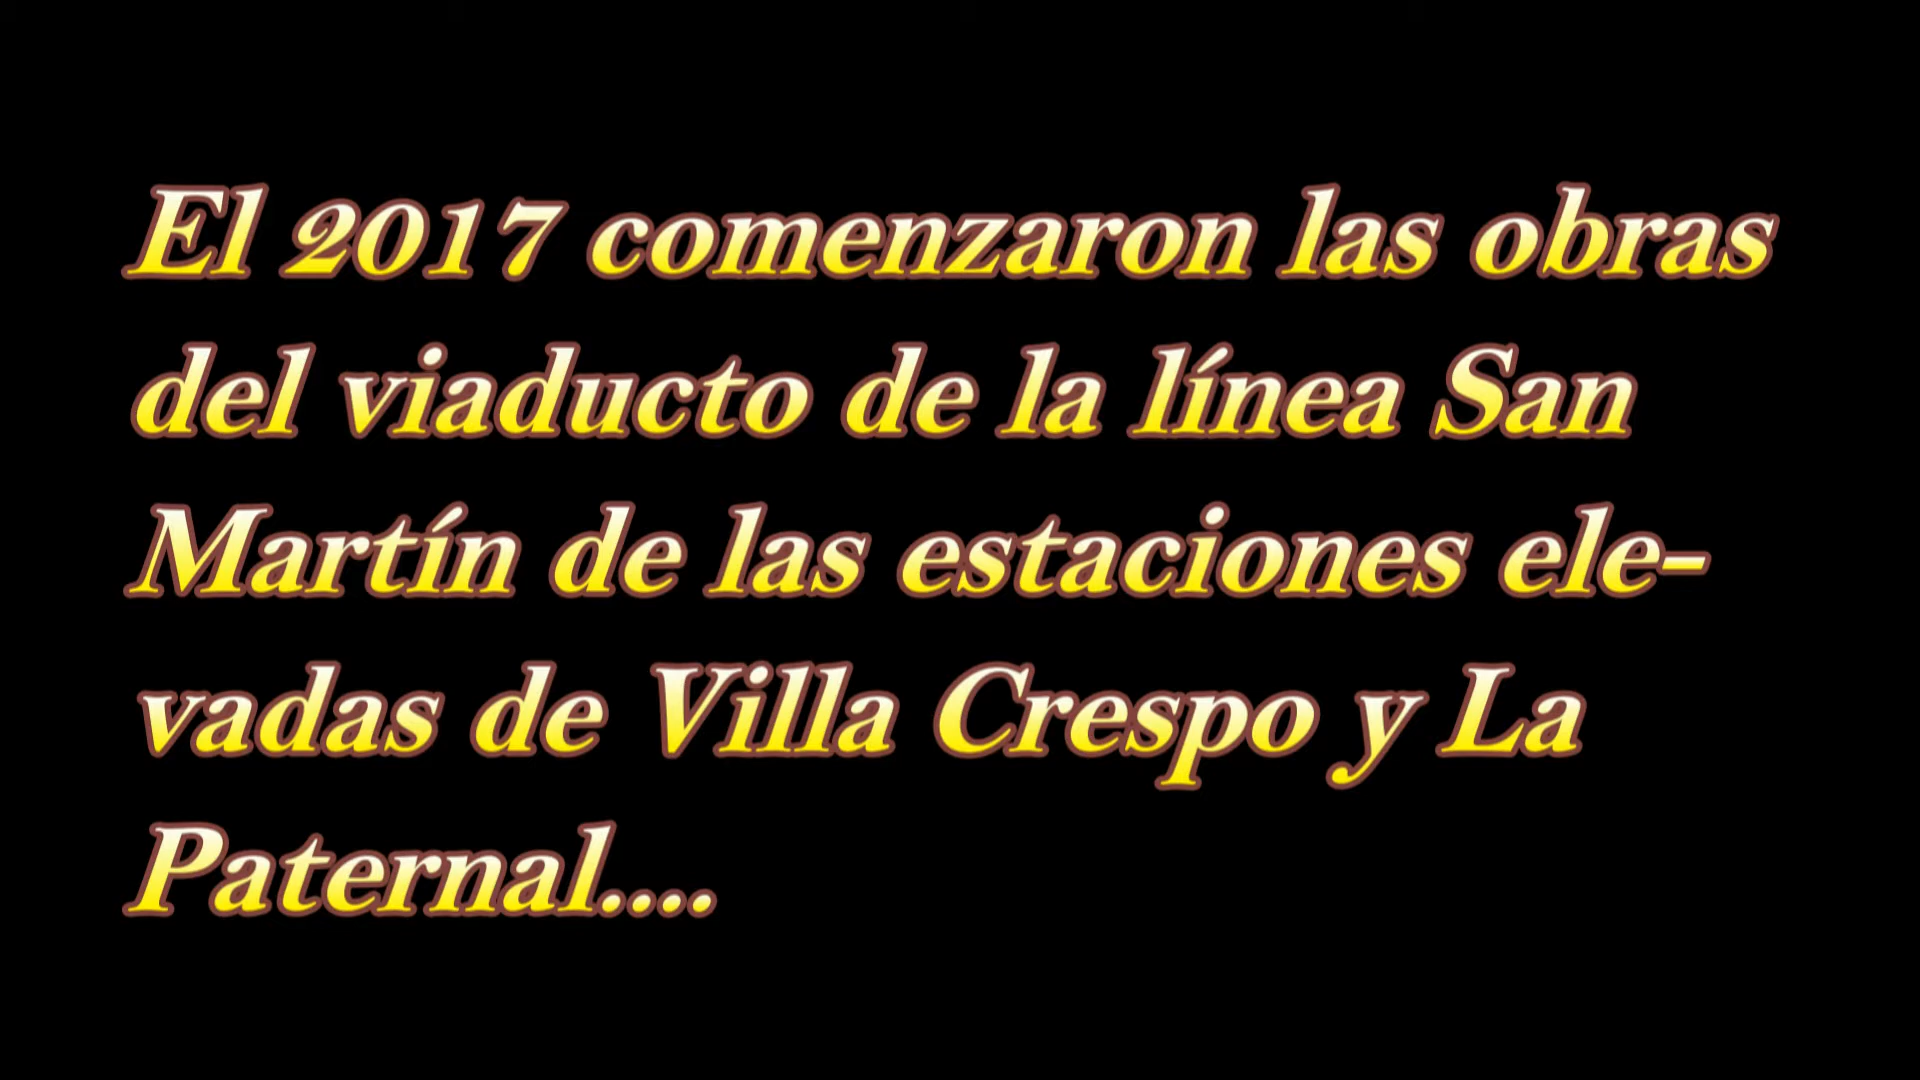 El 2017 comenzaron las obras
del viaducto de la línea San
Martín de las estaciones ele-
vadas de Villa Crespo y La
Paternal....